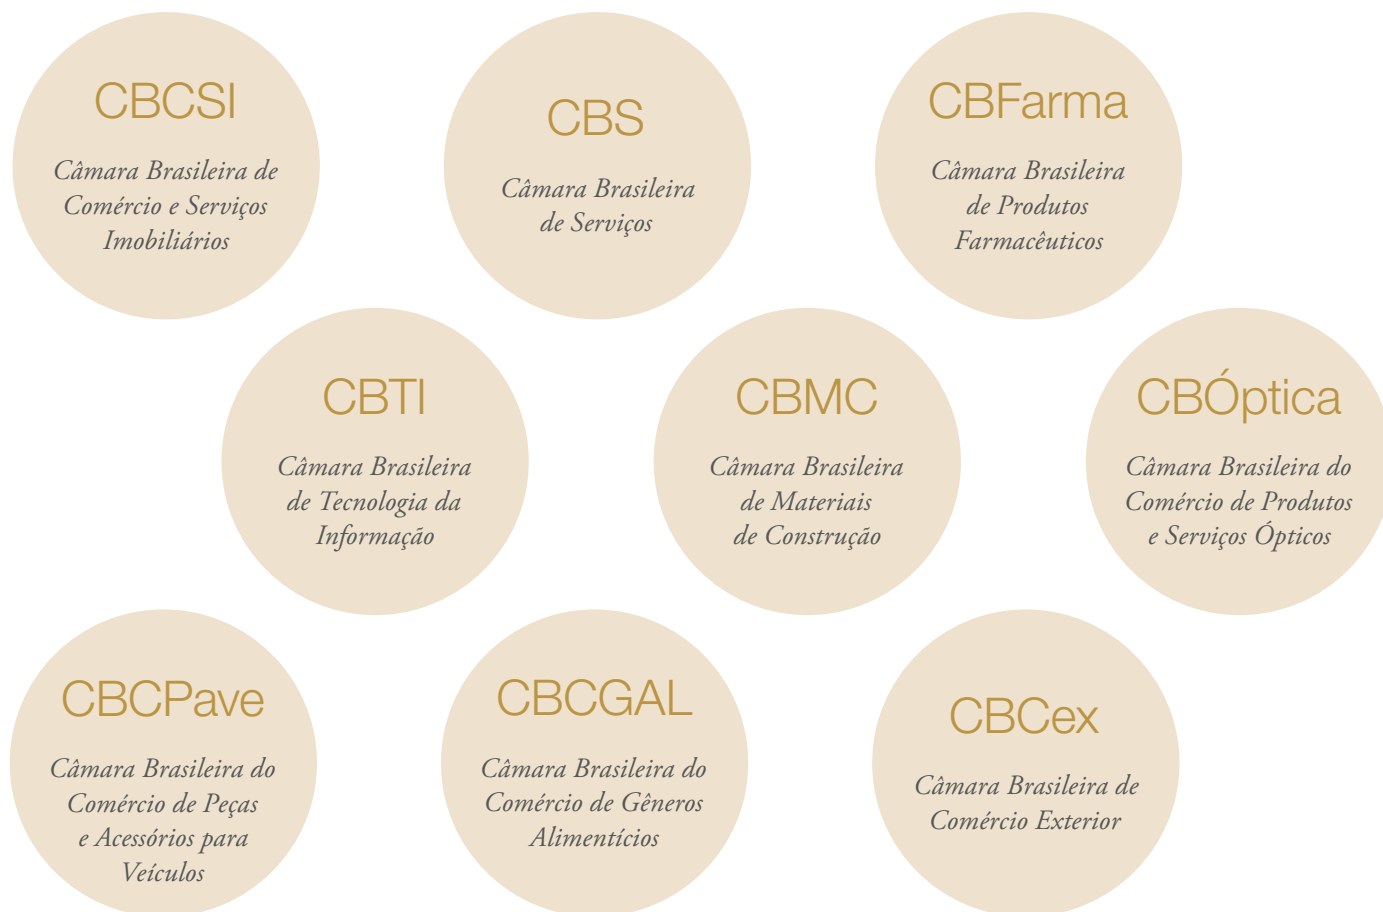 CBCSI
Câmara Brasileira de
Comércio e Serviços
Imobiliários
CBS
Câmara Brasileira
de Serviços
CBFarma
Câmara Brasileira
de Produtos
Farmacêuticos
CBTI
Câmara Brasileira
de Tecnologia da
Informação
CBMC
Câmara Brasileira
de Materiais
de Construção
CBÓptica
Câmara Brasileira do
Comércio de Produtos
e Serviços Ópticos
CBCPave
Câmara Brasileira do
Comércio de Peças
e Acessórios para
Veículos
CBCGAL
Câmara Brasileira do
Comércio de Gêneros
Alimentícios
CBCex
Câmara Brasileira de
Comércio Exterior